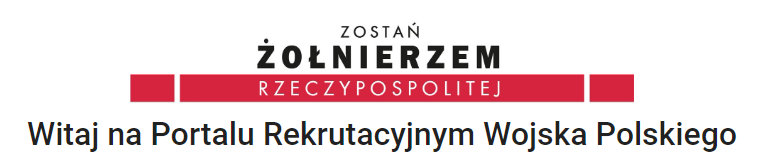 ZOSTAŃ
ŻOŁNIERZEM
RZECZYPOSPOLITEJ
Witaj na Portalu Rekrutacyjnym Wojska Polskiego